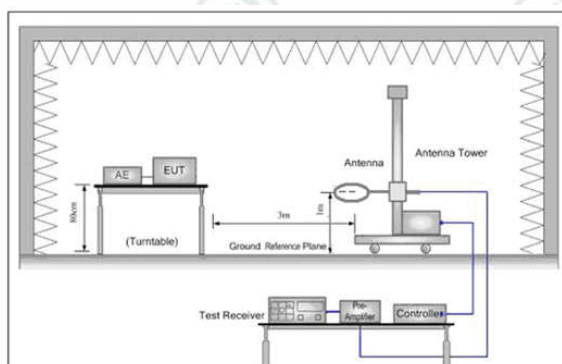 AE
EUT
Antenna
Antenna Tower
80cm
3m
1m
(Turntable)
Ground Reference Plane
Test Receiver
Pre-
Amplifier
Controller